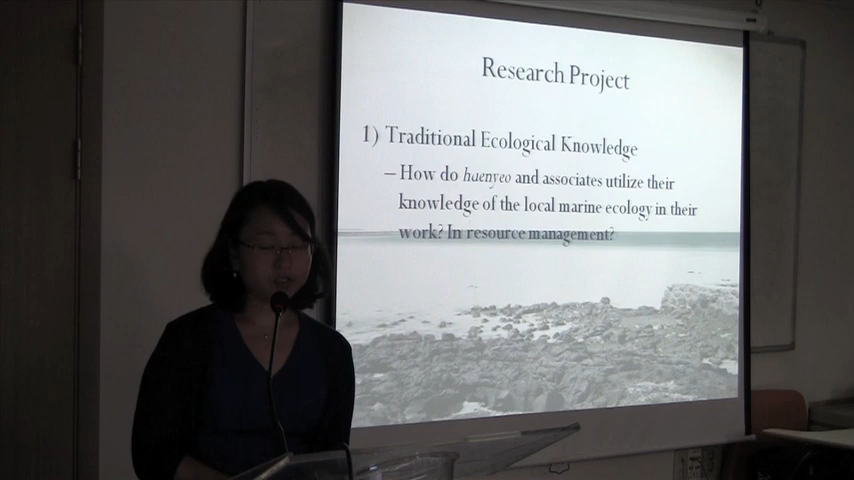 Research Project
1) Traditional Ecological Knowledge
– How do haenyeo and associates utilize their
knowledge of the local marine ecology in their
work? In resource management?